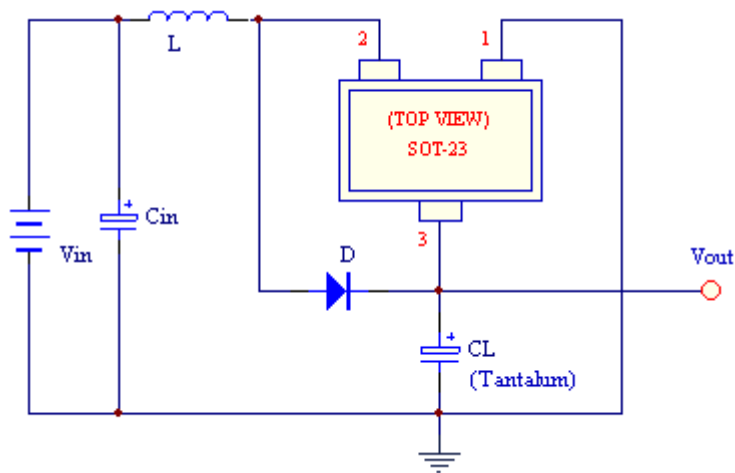 2
1
L
(TOP VIEW)
SOT-23
+
Cin
Vin
3
D
Vout
+
CL
(Tantalum)